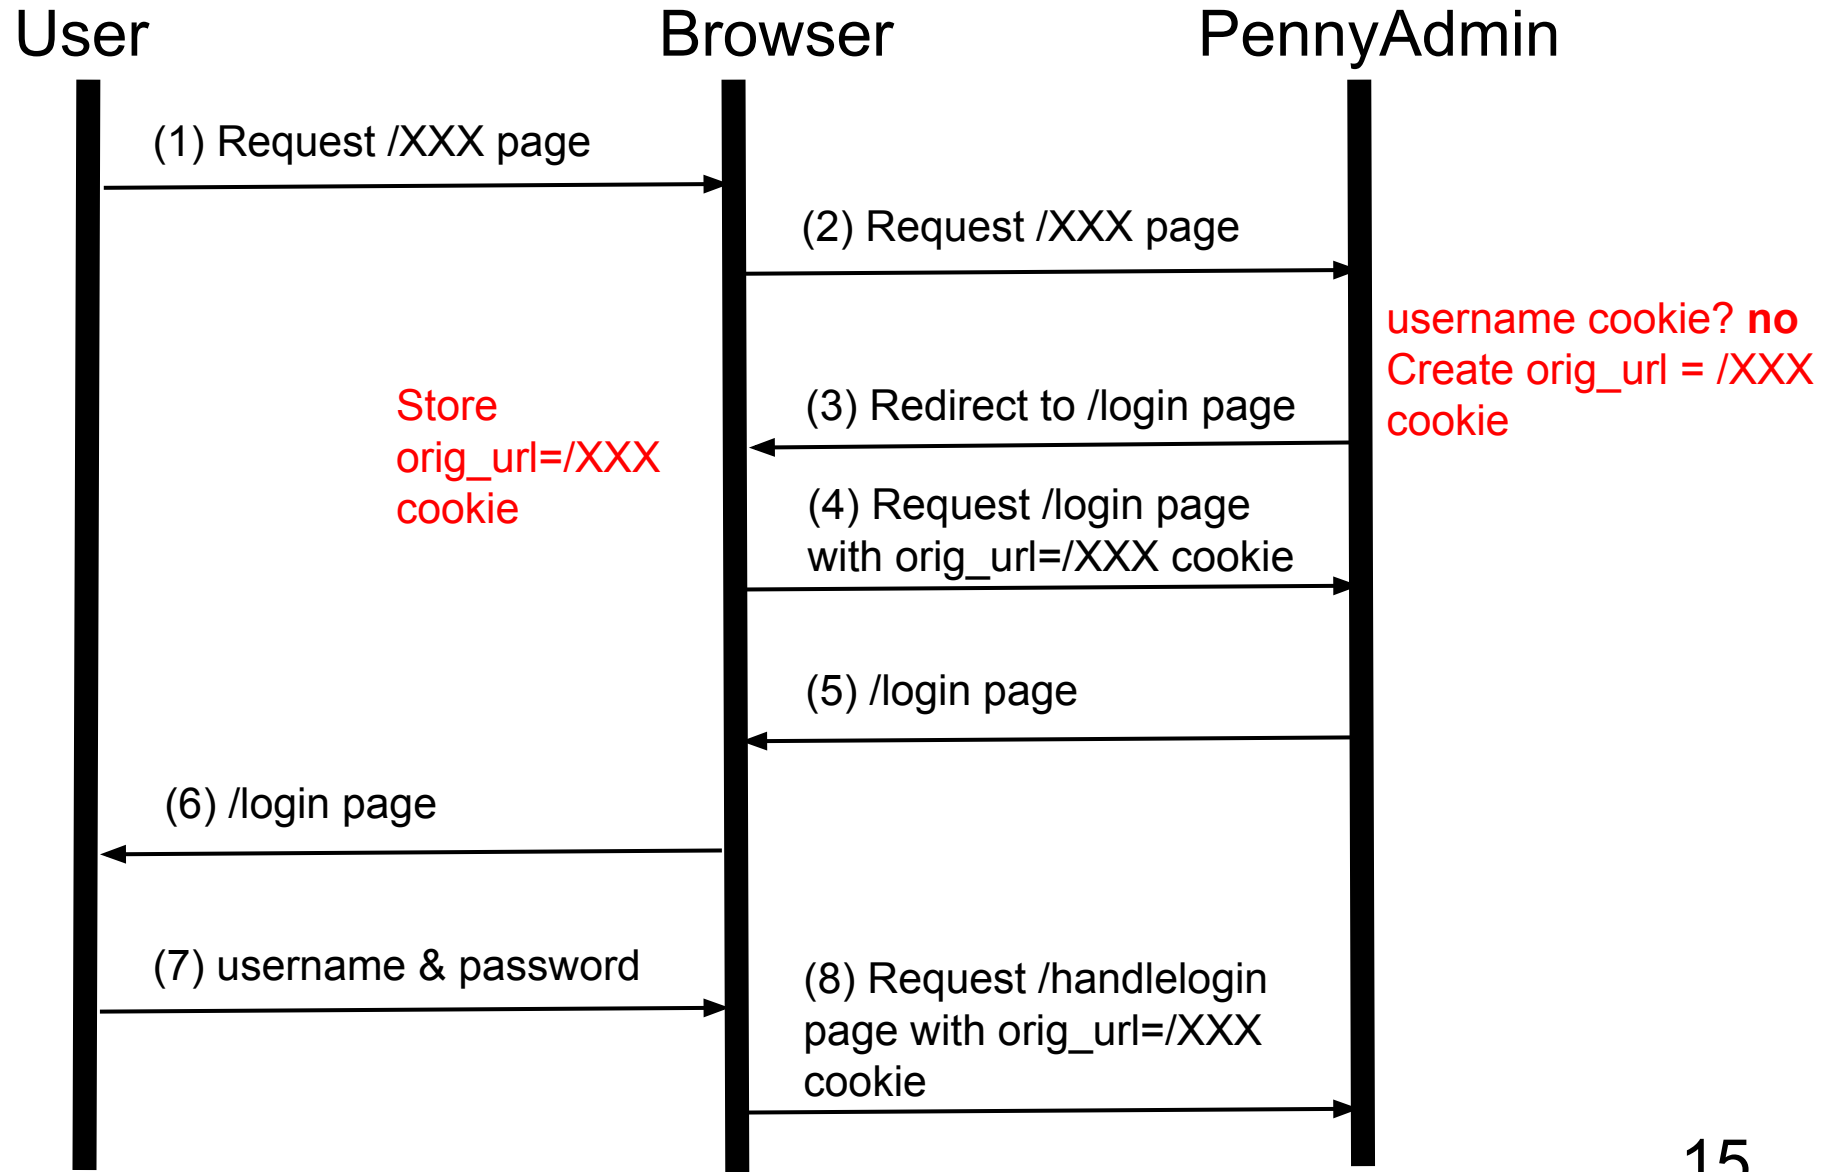 User
Browser
PennyAdmin
(1) Request /XXX page
(2) Request /XXX page
username cookie? no
Create orig_url = /XXX
cookie
Store
orig_url=/XXX
cookie
(3) Redirect to /login page
(4) Request /login page
with orig_url=/XXX cookie
(5) /login page
(6) /login page
(7) username & password
(8) Request /handlelogin
page with orig_url=/XXX
cookie
15